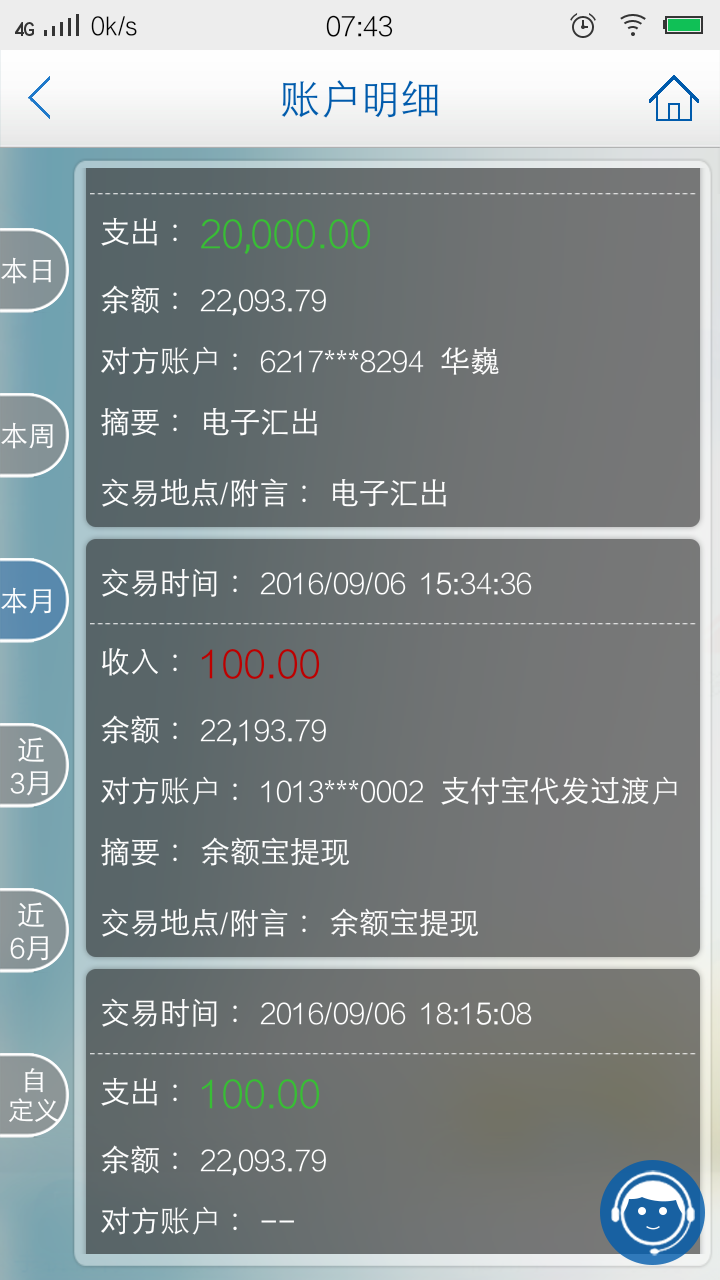 4G 0k/s 07:43
账户明细
本日
本周
本月
近
3月
近
6月
自
定义
支出： 20,000.00
余额： 22,093.79
对方账户： 6217***8294 华巍
摘要： 电子汇出
交易地点/附言： 电子汇出
交易时间： 2016/09/06 15:34:36
收入： 100.00
余额： 22,193.79
对方账户： 1013***0002 支付宝代发过渡户
摘要： 余额宝提现
交易地点/附言： 余额宝提现
交易时间： 2016/09/06 18:15:08
支出： 100.00
余额： 22,093.79
对方账户： --